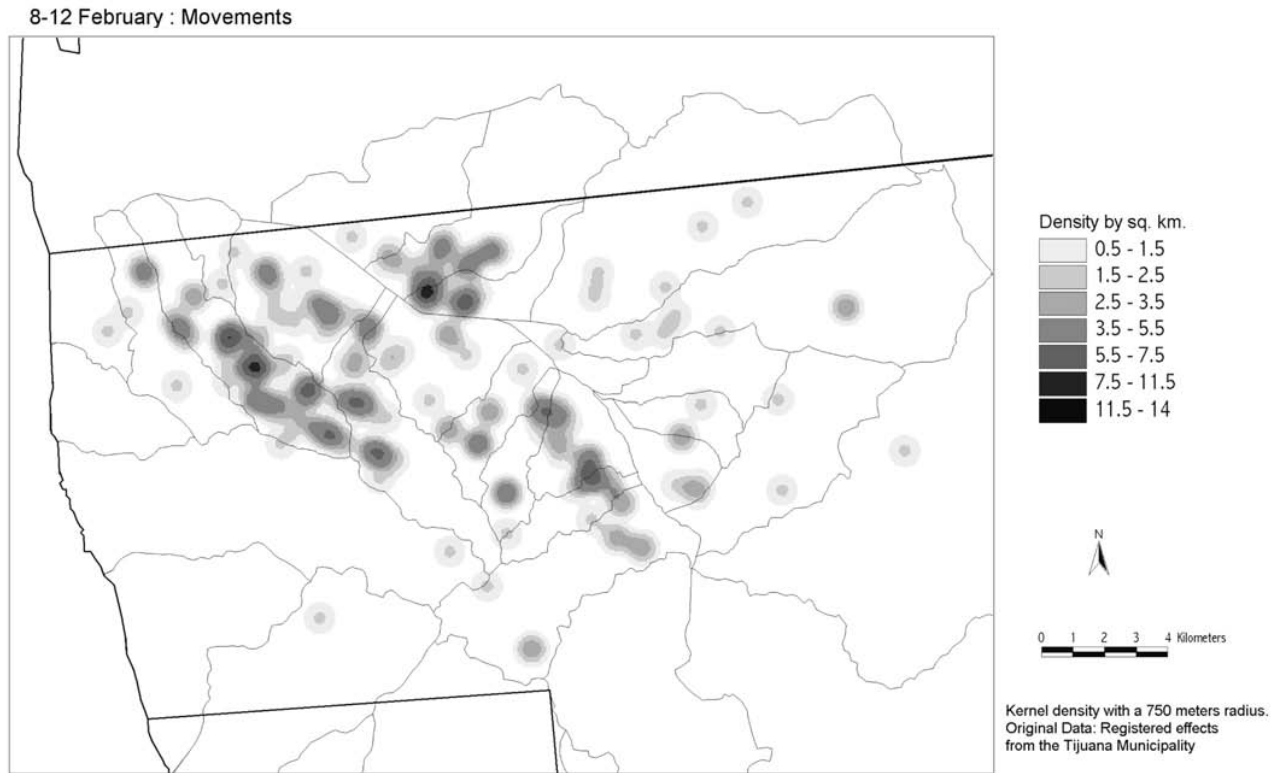 8-12 February : Movements
Density by sq. km.
0.5 - 1.5
1.5 - 2.5
2.5 - 3.5
3.5 - 5.5
5.5 - 7.5
7.5 - 11.5
11.5 - 14
N
0 1 2 3 4 Kilometers
Kernel density with a 750 meters radius.
Original Data: Registered effects
from the Tijuana Municipality